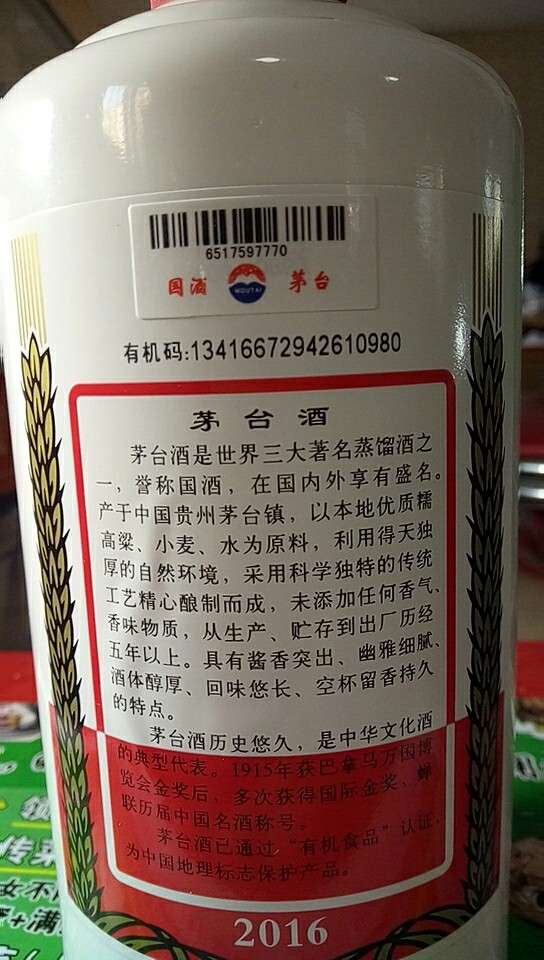 6517597770
国酒 MOUTAI 茅台
有机码:13416672942610980
茅台酒
茅台酒是世界三大著名蒸馏酒之
一，誉称国酒，在国内外享有盛名。
产于中国贵州茅台镇，以本地优质糯
高粱、小麦、水为原料，利用得天独
厚的自然环境，采用科学独特的传统
工艺精心酿制而成，未添加任何香气、
香味物质，从生产、贮存到出厂历经
五年以上。具有酱香突出、幽雅细腻、
酒体醇厚、回味悠长、空杯留香持久
的特点。
茅台酒历史悠久，是中华文化酒
的典型代表。1915年获巴拿马万国博
览会金奖后，多次获得国际金奖、蝉
联历届中国名酒称号。
茅台酒已通过“有机食品”认证，
为中国地理标志保护产品。
2016